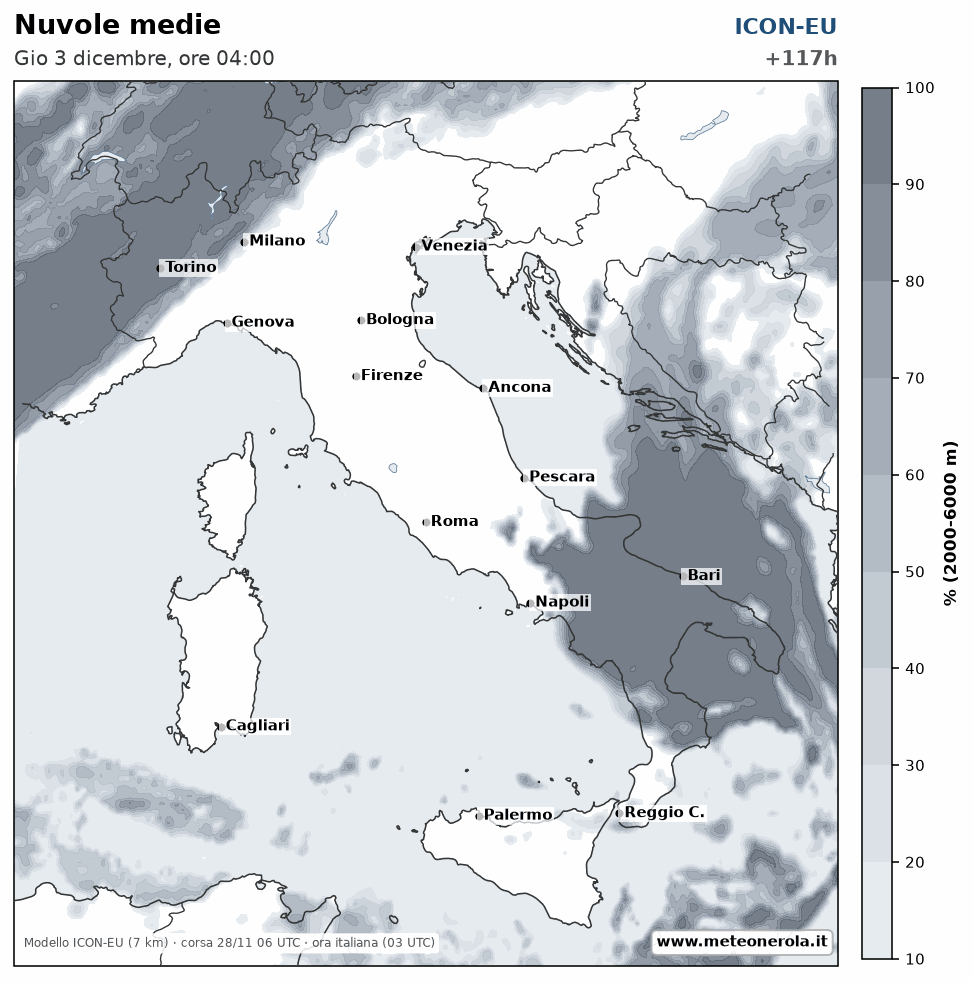 Nuvole medie
ICON-EU
Gio 3 dicembre, ore 04:00
+117h
Milano
Venezia
Torino
Genova
Bologna
Firenze
Ancona
Pescara
Roma
Bari
Napoli
Cagliari
Palermo
Reggio C.
Modello ICON-EU (7 km) · corsa 28/11 06 UTC · ora italiana (03 UTC)
www.meteonerola.it
100
90
80
70
60
50
40
30
20
10
% (2000-6000 m)